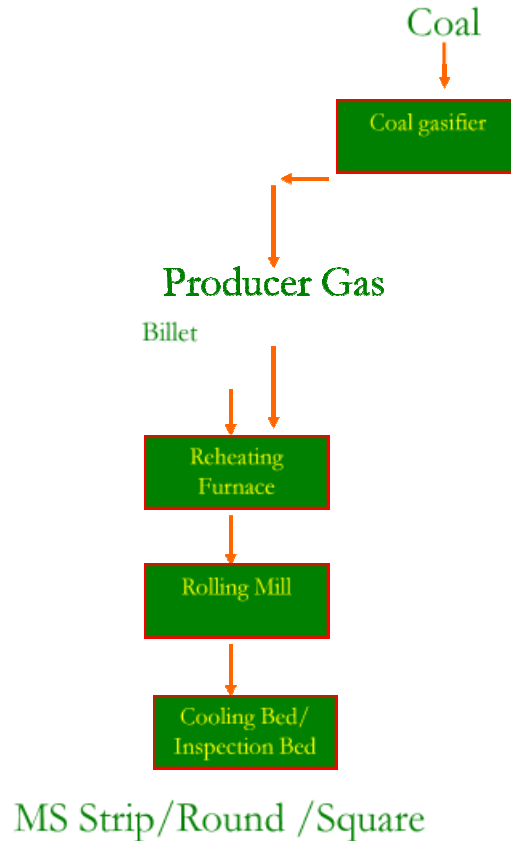 Coal
Coal gasifier
Producer Gas
Billet
Reheating
Furnace
Rolling Mill
Cooling Bed/
Inspection Bed
MS Strip/Round /Square